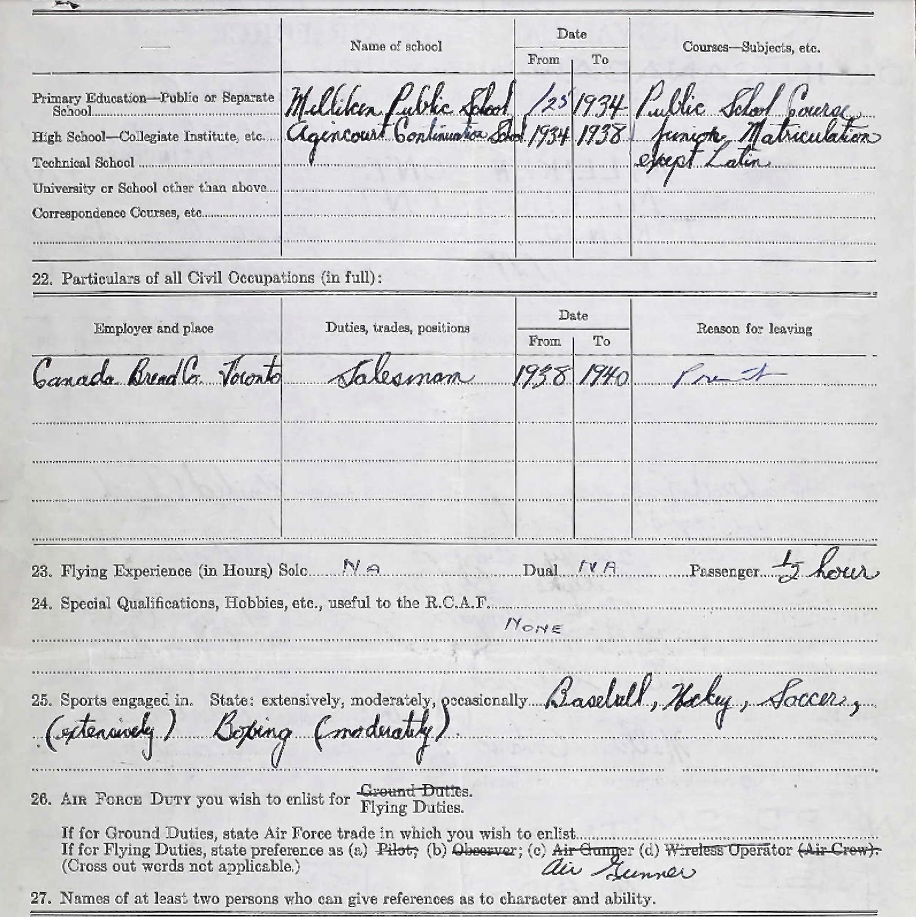 Date
Name of school
Courses—Subjects, etc.
From To
Primary Education—Public or Separate
School Milliken Public School /25 1934 Public School Course
High School—Collegiate Institute, etc. Agencourt Continuation School 1934 1938 Junior Matriculation
Technical School except Latin
University or School other than above
Correspondence Courses, etc.
22. Particulars of all Civil Occupations (in full):
Date
Employer and place Duties, trades, positions Reason for leaving
From To
Canada Bread Co. Toronto Salesman 1938 1940
23. Flying Experience (in Hours) Solo NA Dual NA Passenger 1/2 hour
24. Special Qualifications, Hobbies, etc., useful to the R.C.A.F.
NONE
25. Sports engaged in. State: extensively, moderately, occasionally Baseball, Hockey, Soccer,
(extensively) Boxing (moderately).
26. AIR FORCE DUTY you wish to enlist for Ground Duties.
Flying Duties.
If for Ground Duties, state Air Force trade in which you wish to enlist
If for Flying Duties, state preference as (a) Pilot; (b) Observer; (c) Air Gunner (d) Wireless Operator (Air Crew).
(Cross out words not applicable.) Air Gunner
27. Names of at least two persons who can give references as to character and ability.